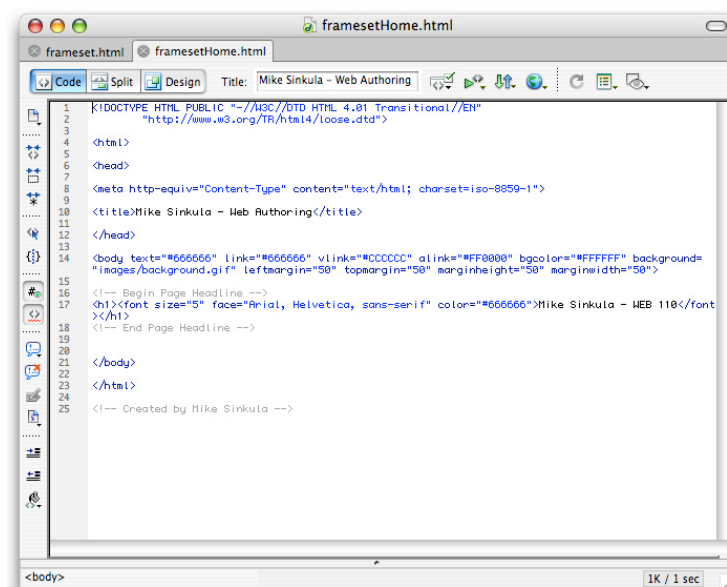 framesetHome.html
frameset.html framesetHome.html
Code Split Design Title: Mike Sinkula - Web Authoring
1 <!DOCTYPE HTML PUBLIC "-//W3C//DTD HTML 4.01 Transitional//EN"
2 "http://www.w3.org/TR/html4/loose.dtd">
3
4 <html>
5
6 <head>
7
8 <meta http-equiv="Content-Type" content="text/html; charset=iso-8859-1">
9
10 <title>Mike Sinkula - Web Authoring</title>
11
12 </head>
13
14 <body text="#666666" link="#666666" vlink="#CCCCCC" alink="#FF0000" bgcolor="#FFFFFF" background=
"images/background.gif" leftmargin="50" topmargin="50" marginheight="50" marginwidth="50">
15
16 <!-- Begin Page Headline -->
17 <h1><font size="5" face="Arial, Helvetica, sans-serif" color="#666666">Mike Sinkula - WEB 110</font
></h1>
18 <!-- End Page Headline -->
19
20
21 </body>
22
23 </html>
24
25 <!-- Created by Mike Sinkula -->
<body> 1K / 1 sec